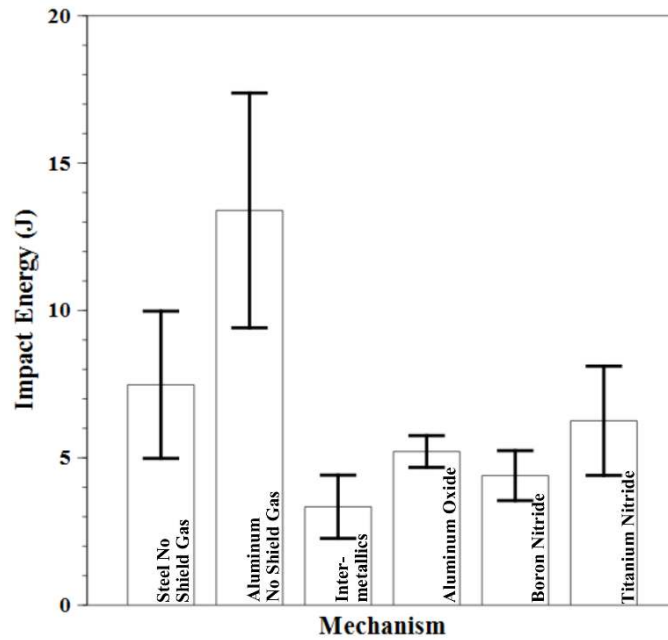 20
15
10
5
0
Impact Energy (J)
Steel No
Shield Gas
Aluminum
No Shield Gas
Inter-
metallics
Aluminum Oxide
Boron Nitride
Titanium Nitride
Mechanism